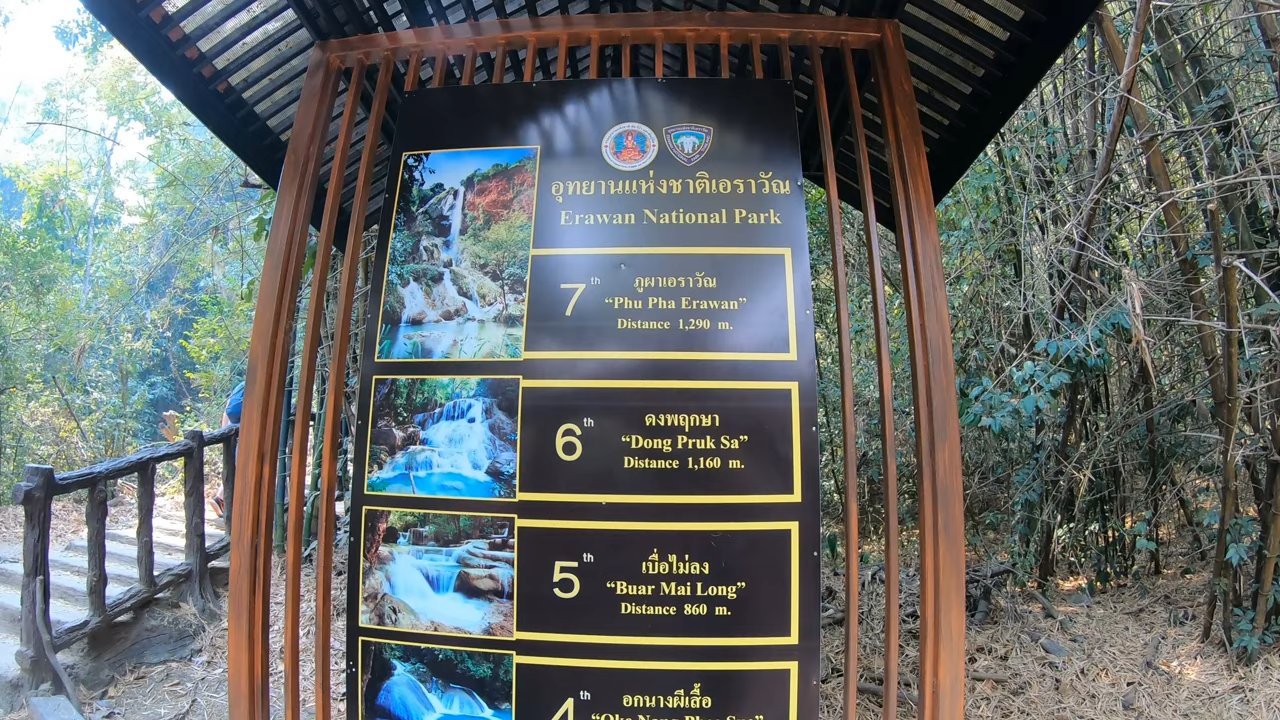 อุทยานแห่งชาติเอราวัณ
Erawan National Park
7th
ภูผาเอราวัณ
“Phu Pha Erawan”
Distance 1,290 m.
6th
ดงพฤกษา
“Dong Pruk Sa”
Distance 1,160 m.
5th
เบื่อไม่ลง
“Buar Mai Long”
Distance 860 m.
4th
อกนางผีเสื้อ